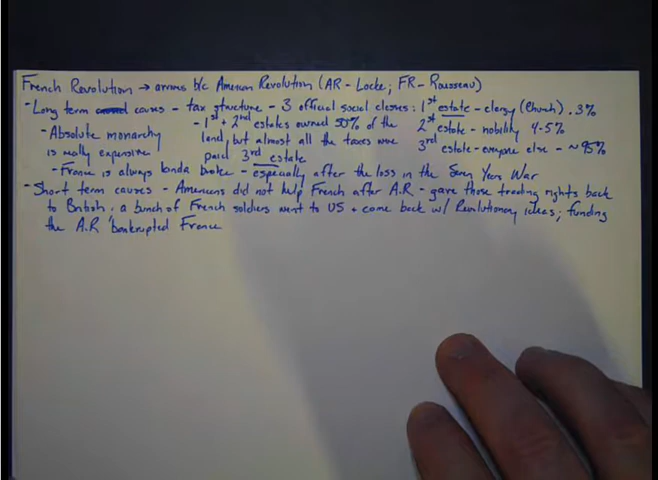 French Revolution → arises b/c American Revolution (AR - Locke; FR - Rousseau)
- Long term causes - tax structure - 3 official social classes: 1st estate - clergy (Church) .3%
- Absolute monarchy - 1st + 2nd estates owned 50% of the 2st estate - nobility 4-5%
is really expensive land, but almost all the taxes were 3rd estate - everyone else - ~95%
paid 3rd estate
- France is always kinda broke - especially after the loss in the Seven Years War
- Short term causes - Americans did not help French after A.R - gave those trading rights back
to British. a bunch of French soldiers went to US + come back w/ Revolutionary ideas; funding
the A.R bankrupted France